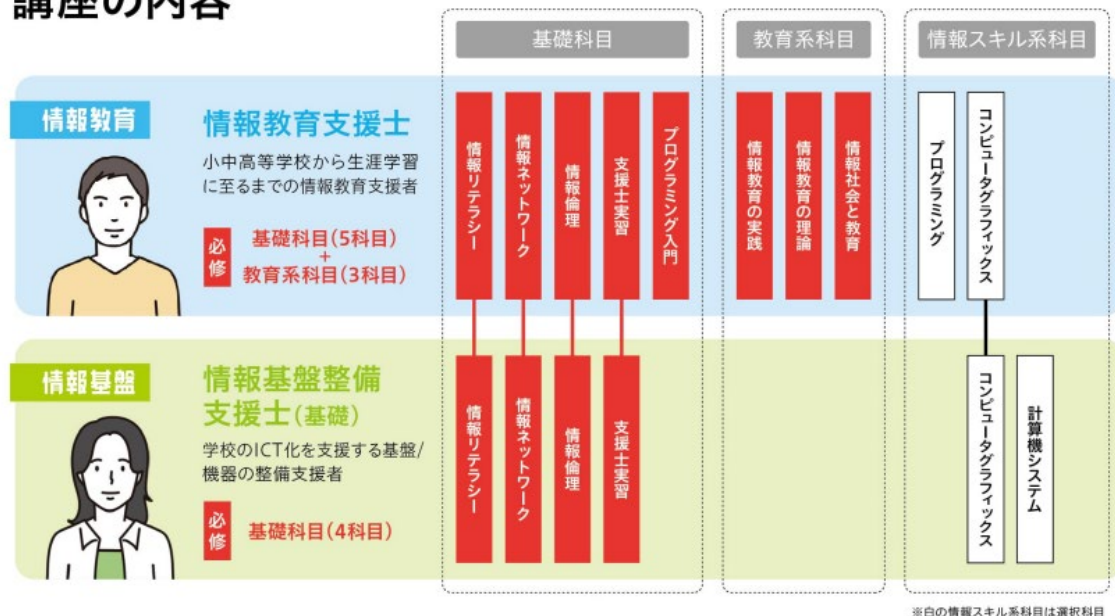 講座の内容
基礎科目
教育系科目
情報スキル系科目
情報教育
情報教育支援士
小中高等学校から生涯学習
に至るまでの情報教育支援者
必修
基礎科目(5科目)
+
教育系科目(3科目)
情報リテラシー
情報ネットワーク
情報倫理
支援士実習
プログラミング入門
情報教育の実践
情報教育の理論
情報社会と教育
プログラミング
コンピュータグラフィックス
情報基盤
情報基盤整備
支援士(基礎)
学校のICT化を支援する基盤/
機器の整備支援者
必修
基礎科目(4科目)
情報リテラシー
情報ネットワーク
情報倫理
支援士実習
コンピュータグラフィックス
計算機システム
※白の情報スキル系科目は選択科目